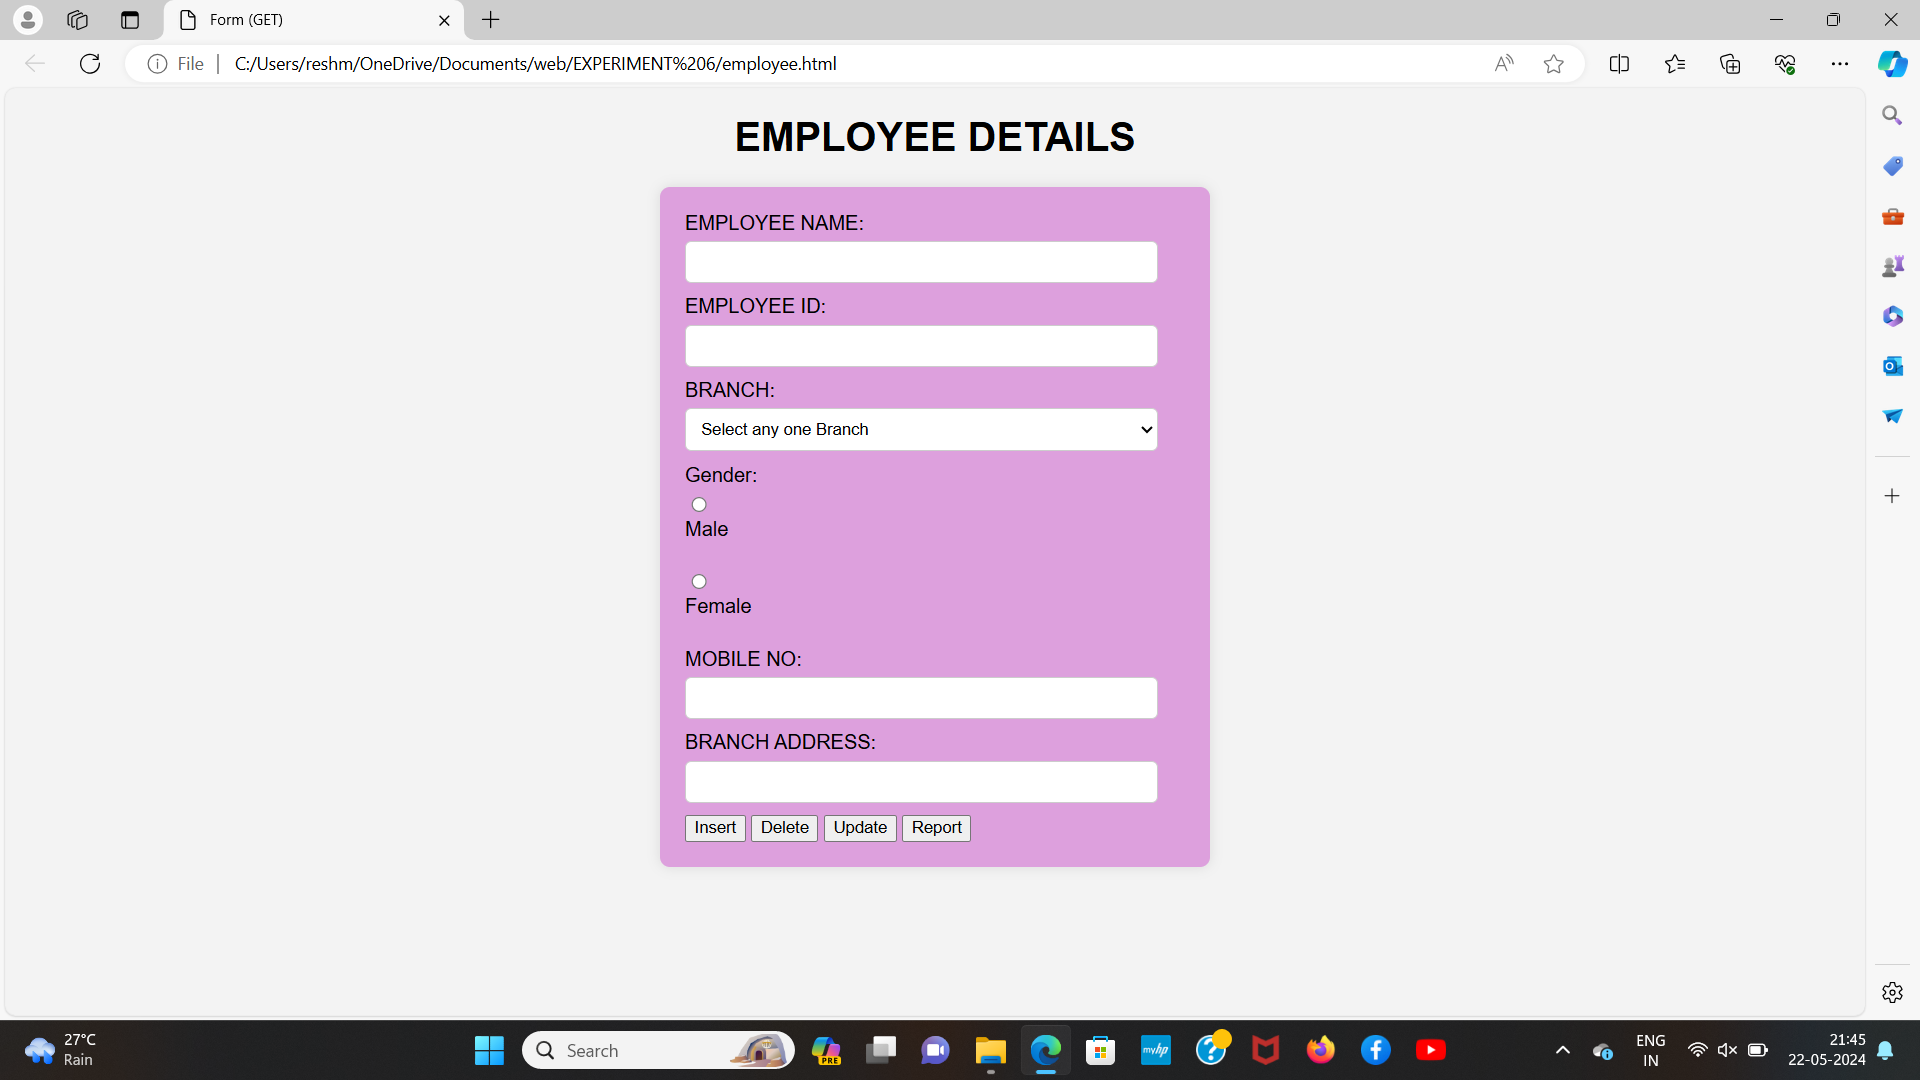 Form (GET)
File
C:/Users/reshm/OneDrive/Documents/web/EXPERIMENT%206/employee.html
EMPLOYEE DETAILS
EMPLOYEE NAME:
EMPLOYEE ID:
BRANCH:
Select any one Branch
Gender:
Male
Female
MOBILE NO:
BRANCH ADDRESS:
Insert Delete Update Report
27°C
Rain
Search
PRE
myhp
ENG
IN
21:45
22-05-2024